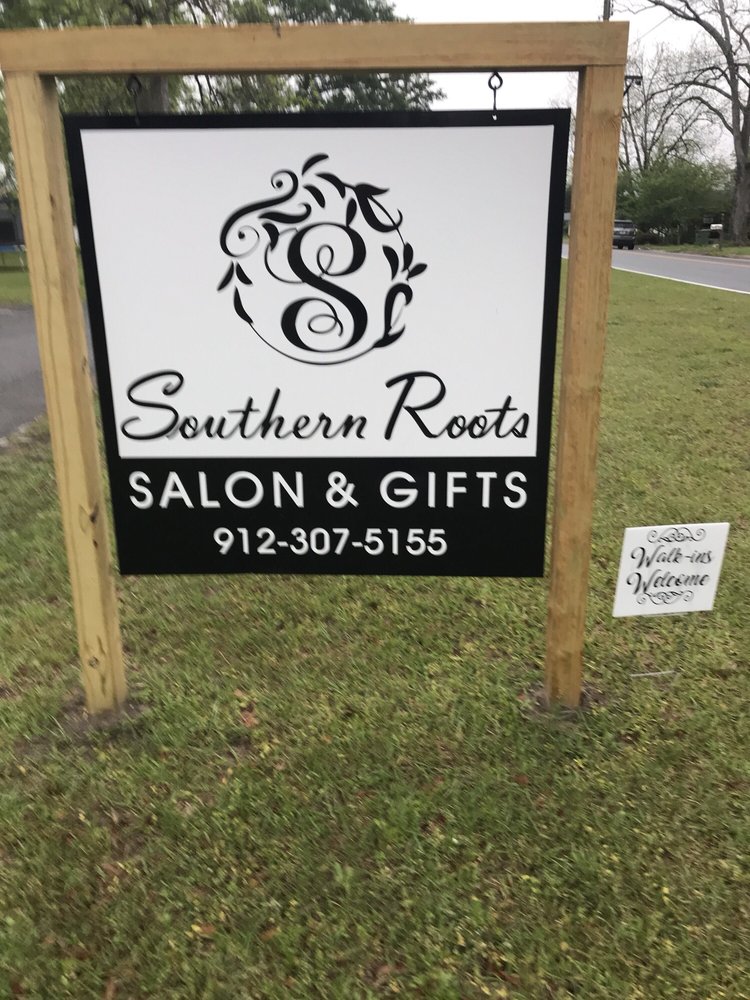 S
Southern Roots
SALON & GIFTS
912-307-5155
Walk-ins
Welcome